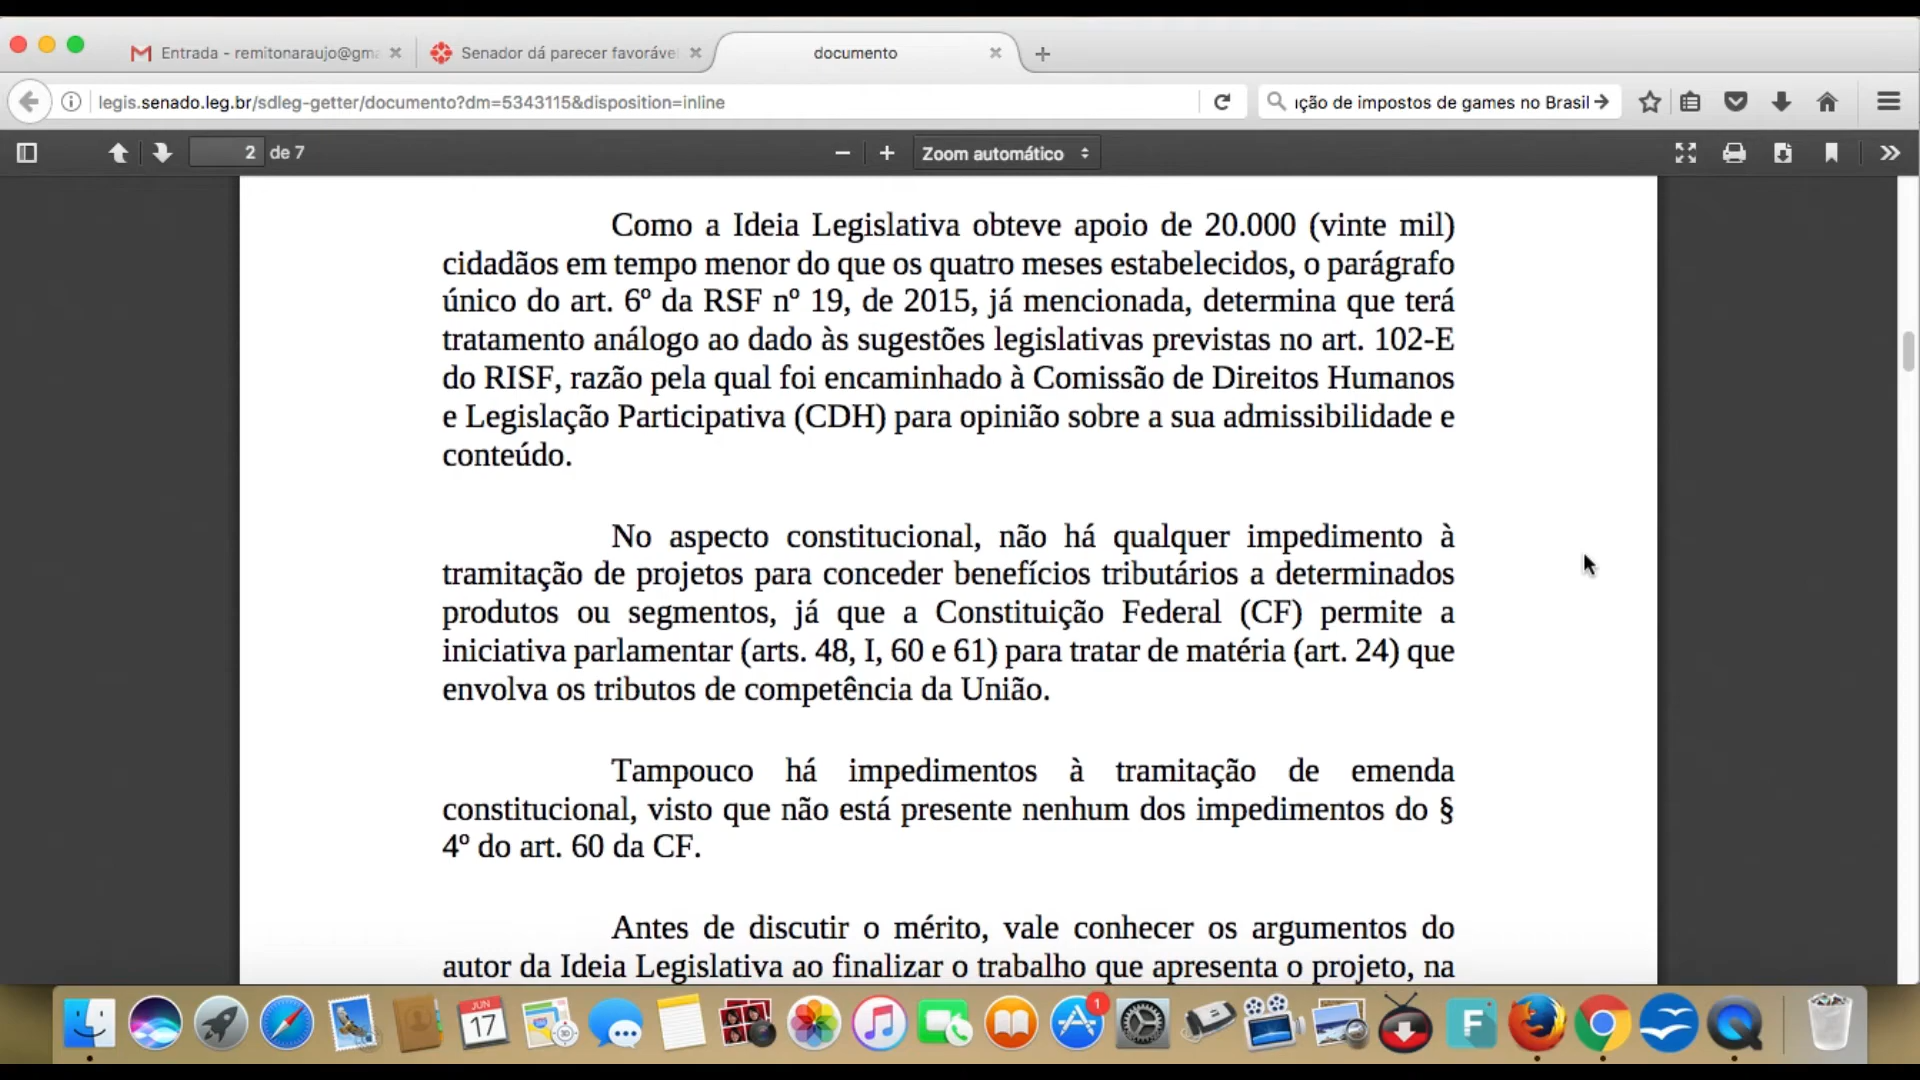 Entrada - remitonaraujo@gm
Senador dá parecer favoráve
documento
legis.senado.leg.br/sdleg-getter/documento?dm=5343115&disposition=inline
ução de impostos de games no Brasil
2 de 7
Zoom automático
Como a Ideia Legislativa obteve apoio de 20.000 (vinte mil)
cidadãos em tempo menor do que os quatro meses estabelecidos, o parágrafo
único do art. 6º da RSF nº 19, de 2015, já mencionada, determina que terá
tratamento análogo ao dado às sugestões legislativas previstas no art. 102-E
do RISF, razão pela qual foi encaminhado à Comissão de Direitos Humanos
e Legislação Participativa (CDH) para opinião sobre a sua admissibilidade e
conteúdo.
No aspecto constitucional, não há qualquer impedimento à
tramitação de projetos para conceder benefícios tributários a determinados
produtos ou segmentos, já que a Constituição Federal (CF) permite a
iniciativa parlamentar (arts. 48, I, 60 e 61) para tratar de matéria (art. 24) que
envolva os tributos de competência da União.
Tampouco há impedimentos à tramitação de emenda
constitucional, visto que não está presente nenhum dos impedimentos do §
4º do art. 60 da CF.
Antes de discutir o mérito, vale conhecer os argumentos do
autor da Ideia Legislativa ao finalizar o trabalho que apresenta o projeto, na
JUN
17
1
F